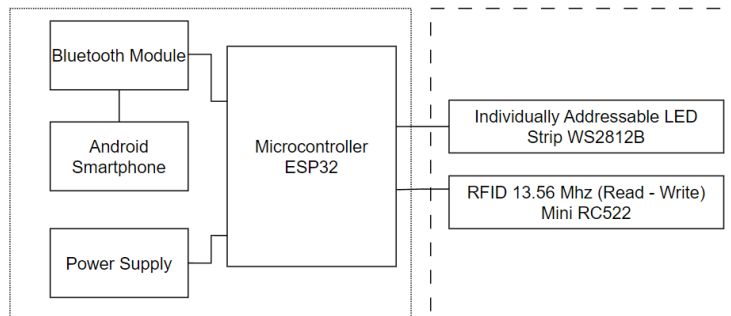 Bluetooth Module
Android
Smartphone
Power Supply
Microcontroller
ESP32
Individually Addressable LED
Strip WS2812B
RFID 13.56 Mhz (Read - Write)
Mini RC522